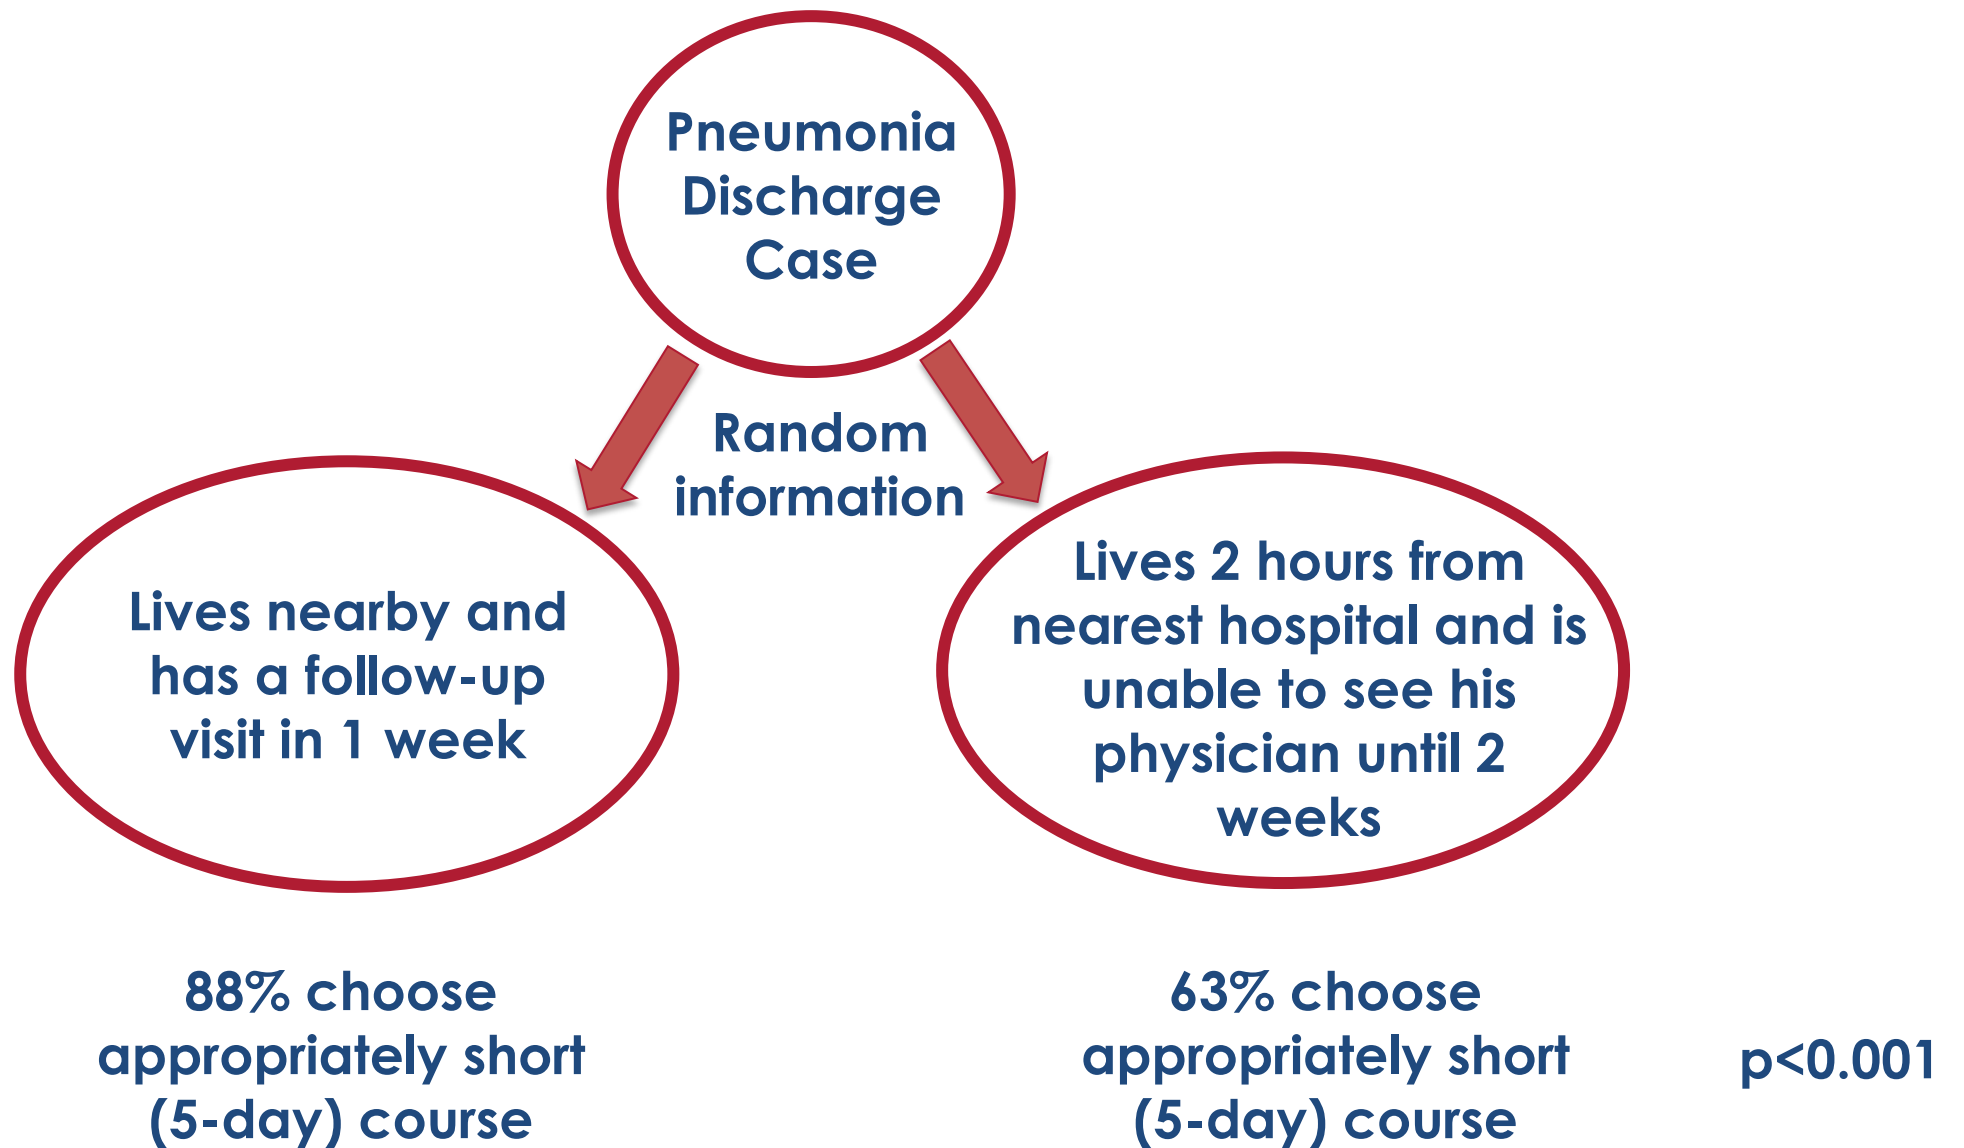 Pneumonia
Discharge
Case
Random
information
Lives nearby and
has a follow-up
visit in 1 week
Lives 2 hours from
nearest hospital and is
unable to see his
physician until 2
weeks
88% choose
appropriately short
(5-day) course
63% choose
appropriately short
(5-day) course
p<0.001